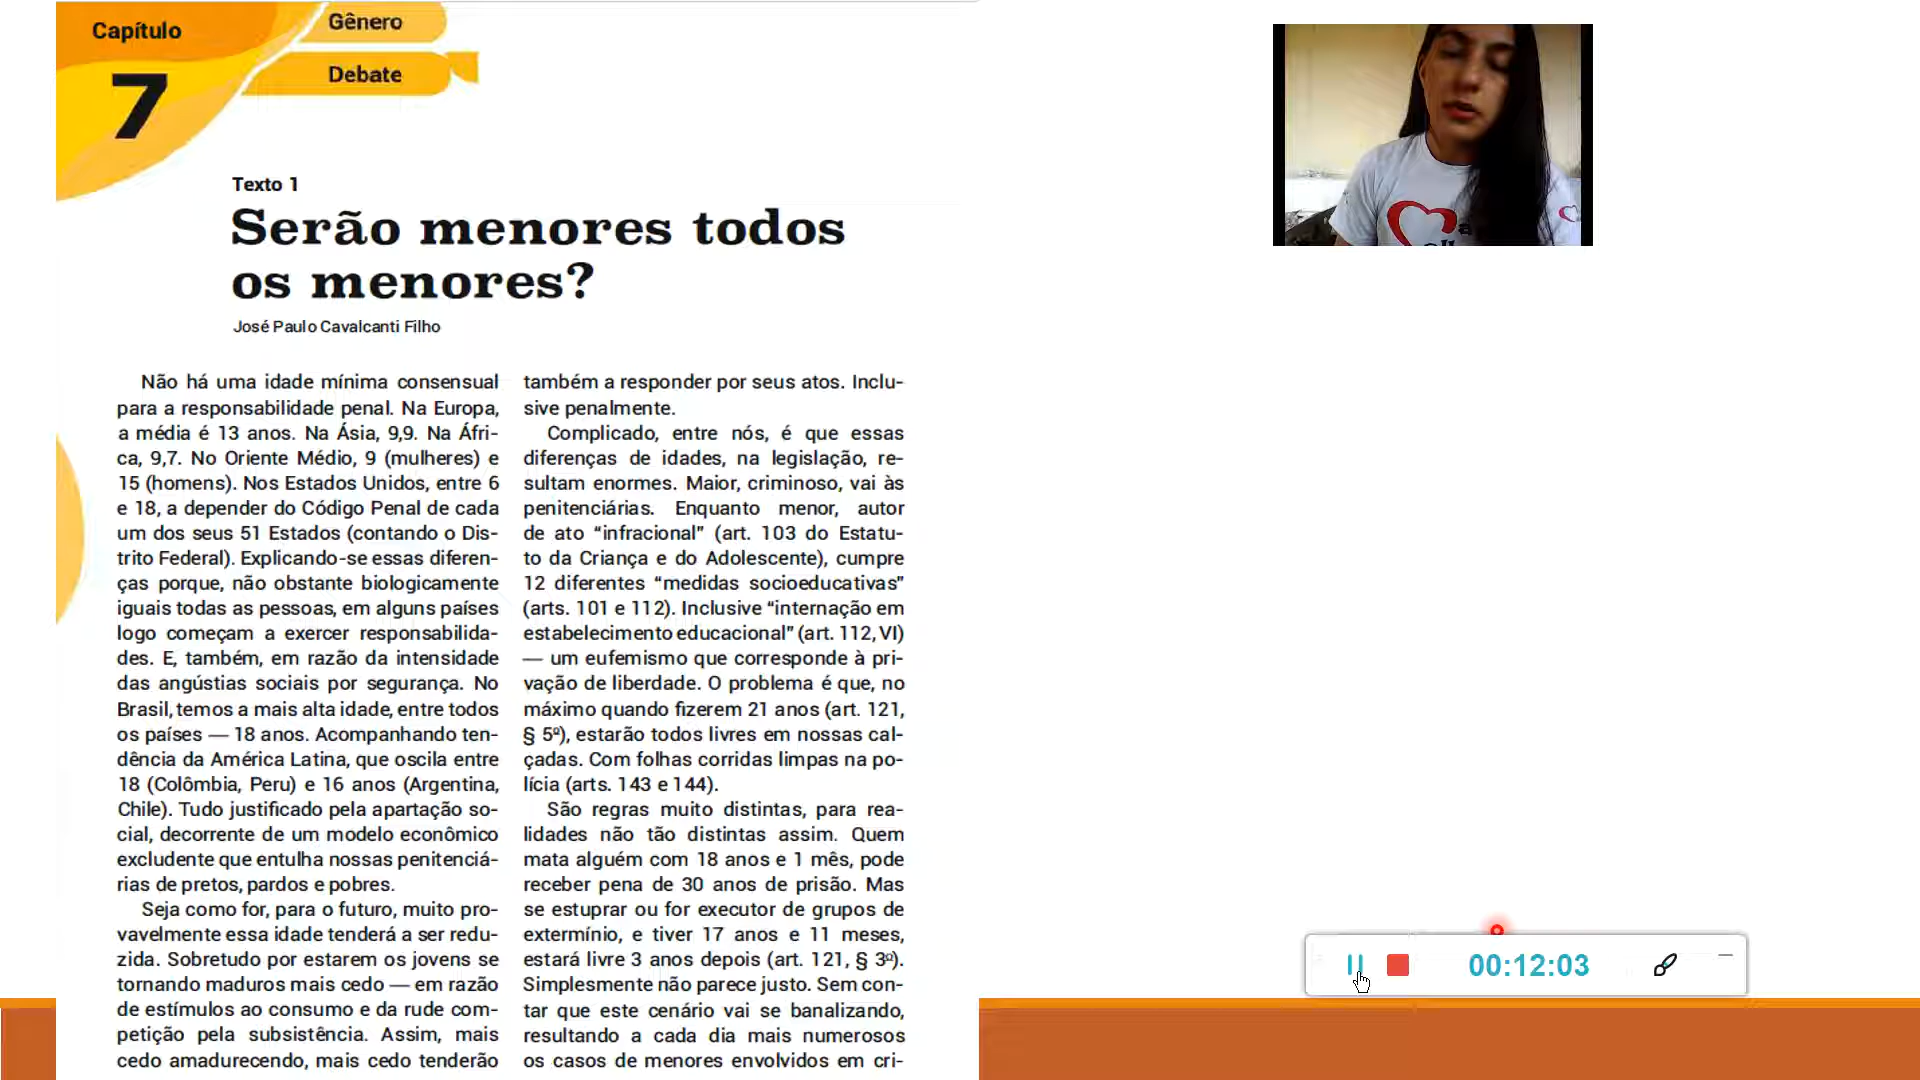 Capítulo
7
Gênero
Debate
Texto 1
Serão menores todos
os menores?
José Paulo Cavalcanti Filho
Não há uma idade mínima consensual
para a responsabilidade penal. Na Europa,
a média é 13 anos. Na Ásia, 9,9. Na Áfri-
ca, 9,7. No Oriente Médio, 9 (mulheres) e
15 (homens). Nos Estados Unidos, entre 6
e 18, a depender do Código Penal de cada
um dos seus 51 Estados (contando o Dis-
trito Federal). Explicando-se essas diferen-
ças porque, não obstante biologicamente
iguais todas as pessoas, em alguns países
logo começam a exercer responsabilida-
des. E, também, em razão da intensidade
das angústias sociais por segurança. No
Brasil, temos a mais alta idade, entre todos
os países — 18 anos. Acompanhando ten-
dência da América Latina, que oscila entre
18 (Colômbia, Peru) e 16 anos (Argentina,
Chile). Tudo justificado pela apartação so-
cial, decorrente de um modelo econômico
excludente que entulha nossas penitenciá-
rias de pretos, pardos e pobres.
Seja como for, para o futuro, muito pro-
vavelmente essa idade tenderá a ser redu-
zida. Sobretudo por estarem os jovens se
tornando maduros mais cedo — em razão
de estímulos ao consumo e da rude com-
petição pela subsistência. Assim, mais
cedo amadurecendo, mais cedo tenderão
também a responder por seus atos. Inclu-
sive penalmente.
Complicado, entre nós, é que essas
diferenças de idades, na legislação, re-
sultam enormes. Maior, criminoso, vai às
penitenciárias. Enquanto menor, autor
de ato “infracional” (art. 103 do Estatu-
to da Criança e do Adolescente), cumpre
12 diferentes “medidas socioeducativas”
(arts. 101 e 112). Inclusive “internação em
estabelecimento educacional” (art. 112, VI)
— um eufemismo que corresponde à pri-
vação de liberdade. O problema é que, no
máximo quando fizerem 21 anos (art. 121,
§ 5º), estarão todos livres em nossas cal-
çadas. Com folhas corridas limpas na po-
lícia (arts. 143 e 144).
São regras muito distintas, para rea-
lidades não tão distintas assim. Quem
mata alguém com 18 anos e 1 mês, pode
receber pena de 30 anos de prisão. Mas
se estuprar ou for executor de grupos de
extermínio, e tiver 17 anos e 11 meses,
estará livre 3 anos depois (art. 121, § 3º).
Simplesmente não parece justo. Sem con-
tar que este cenário vai se banalizando,
resultando a cada dia mais numerosos
os casos de menores envolvidos em cri-
00:12:03